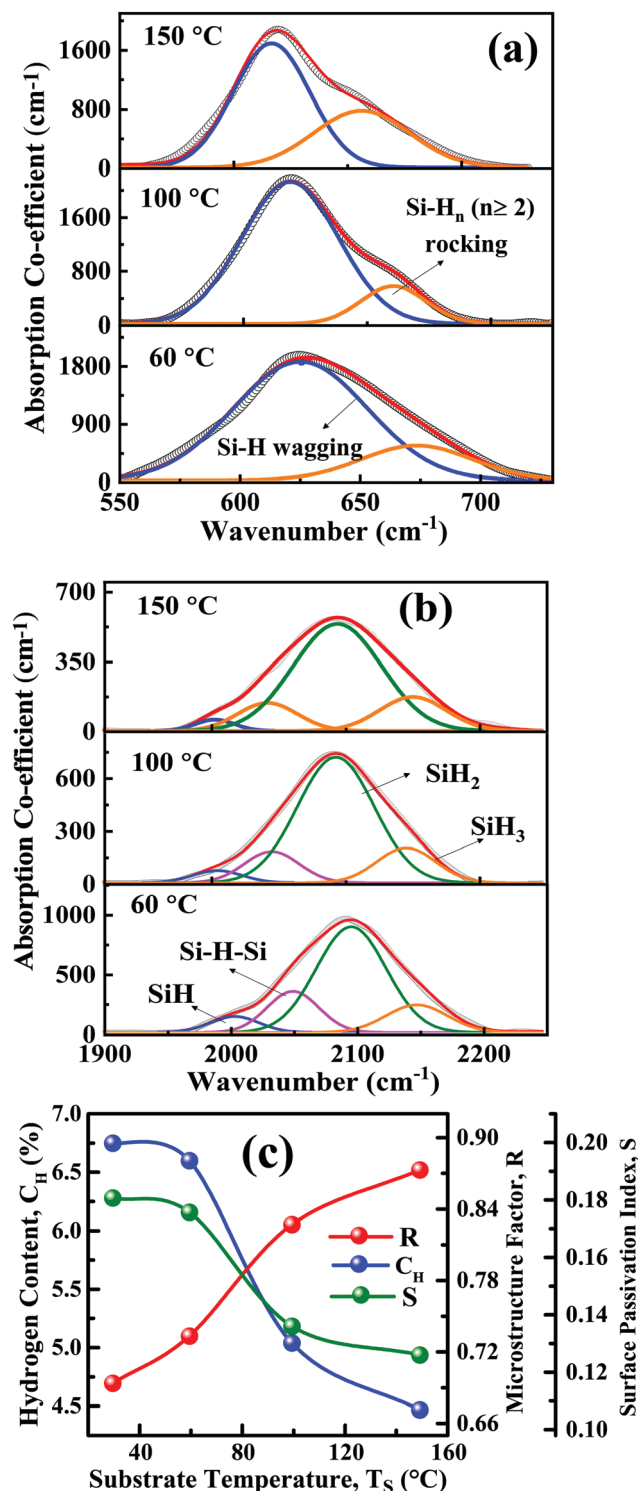 (a)
150 °C
1600
800
0
100 °C
Si-Hₙ (n≥ 2)
rocking
1600
800
0
60 °C
1800
900
0
Si-H wagging
550 600 650 700
Wavenumber (cm⁻¹)
Absorption Co-efficient (cm⁻¹)
(b)
150 °C
700
350
0
100 °C
SiH₂
SiH₃
600
300
0
60 °C
1000
500
0
Si-H-Si
SiH
1900 2000 2100 2200
Wavenumber (cm⁻¹)
Absorption Co-efficient (cm⁻¹)
(c)
7.0
6.5
6.0
5.5
5.0
4.5
Hydrogen Content, C_H (%)
R
C_H
S
0.90
0.84
0.78
0.72
0.66
Microstructure Factor, R
0.20
0.18
0.16
0.14
0.12
0.10
Surface Passivation Index, S
40 80 120 160
Substrate Temperature, T_S (°C)